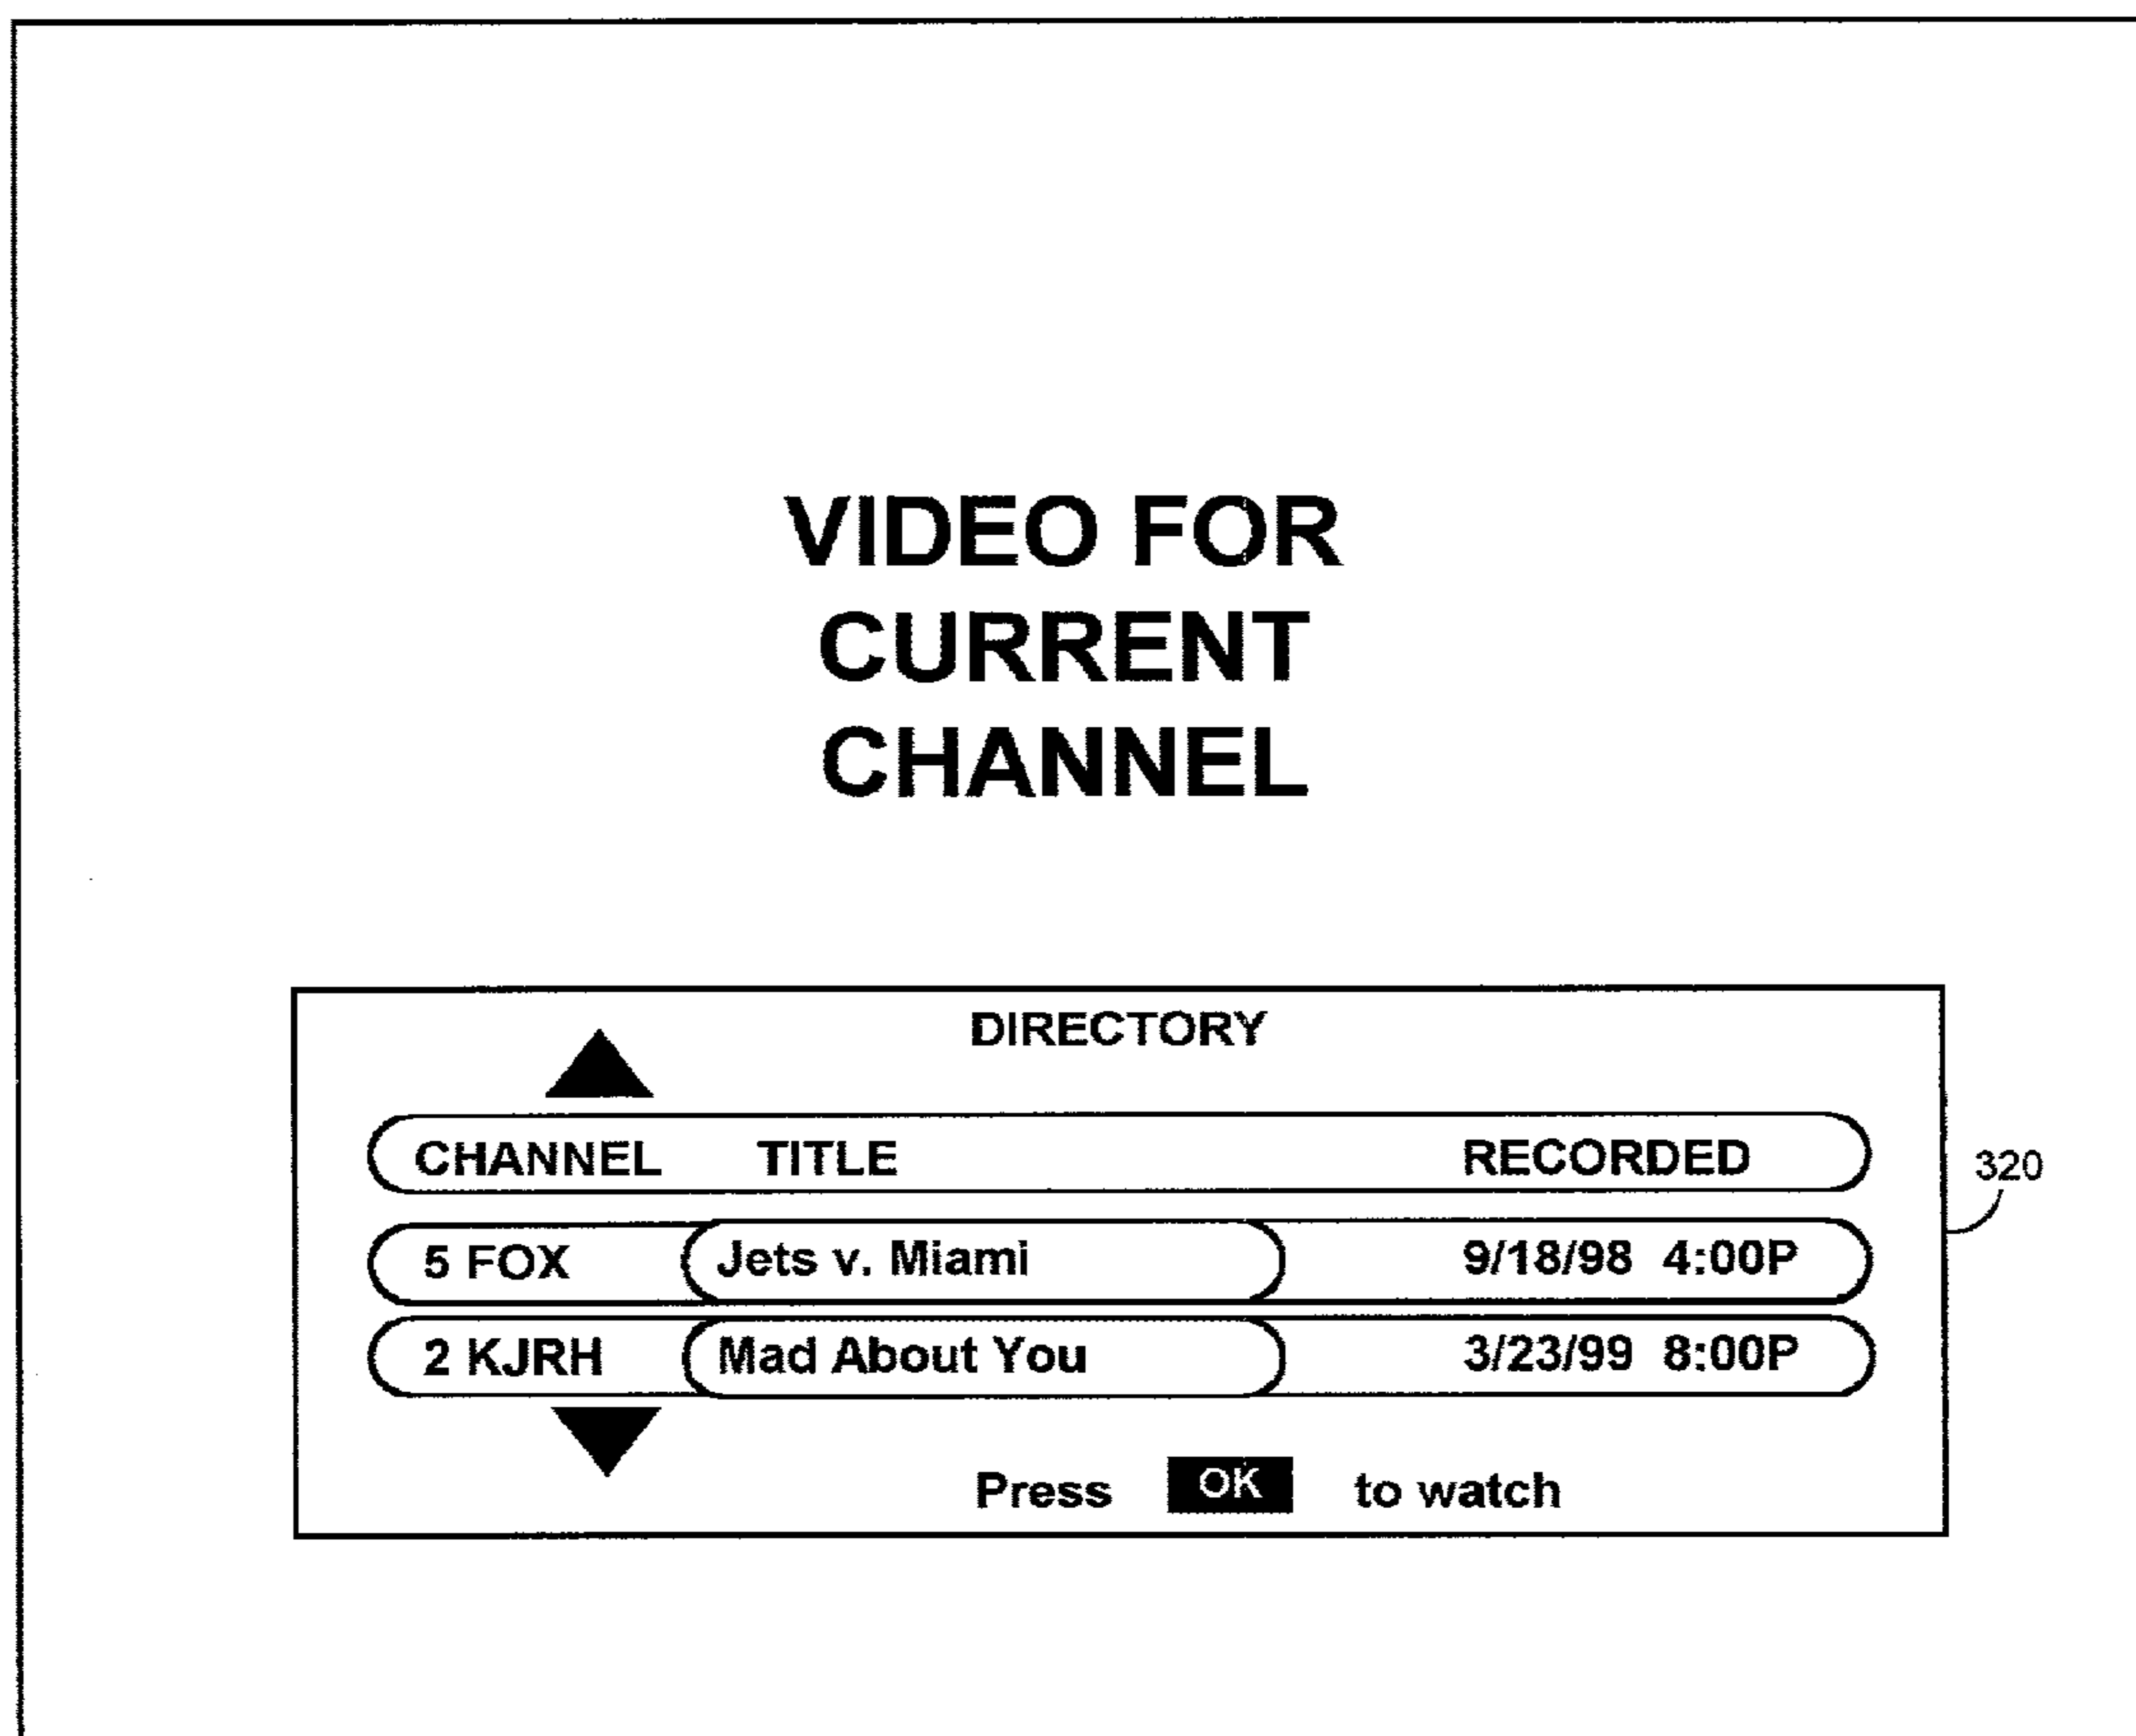 VIDEO FOR
CURRENT
CHANNEL
DIRECTORY
CHANNEL TITLE RECORDED
320
5 FOX Jets v. Miami 9/18/98 4:00P
2 KJRH Mad About You 3/23/99 8:00P
Press OK to watch